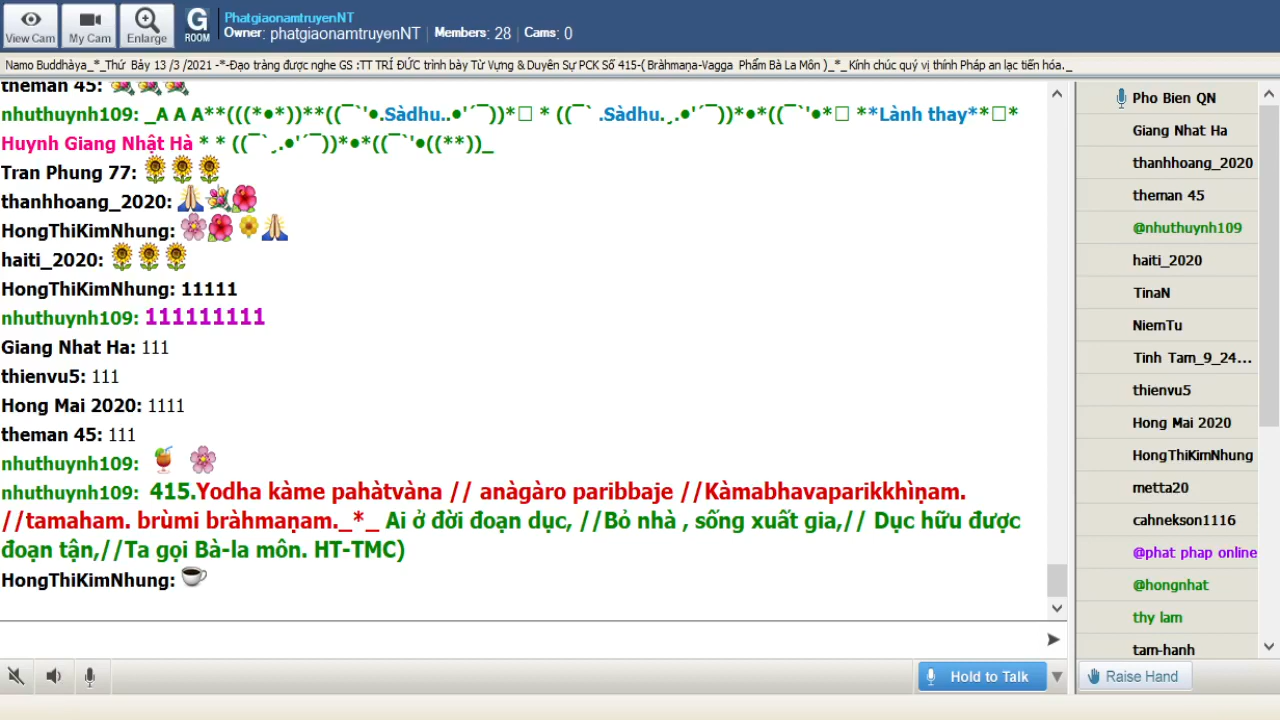 View Cam
My Cam
Enlarge
G
ROOM
PhatgiaonamtruyenNT
Owner: phatgiaonamtruyenNT | Members: 28 | Cams: 0
Namo Buddhàya_*_Thứ Bảy 13 /3 /2021 -*-Đạo tràng được nghe GS :TT TRÍ ĐỨC trình bày Từ Vựng & Duyên Sự PCK Số 415-( Bràhmaṇa-Vagga Phẩm Bà La Môn )_*_Kính chúc quý vị thính Pháp an lạc tiến hóa._
theman 45:
nhuthuynh109: _A A A**(((*●*))**((¯`'●.Sàdhu..●'´¯))*□ * ((¯` .Sàdhu.¸.●'´¯))*●*((¯`'●*□ **Lành thay**□*
Huynh Giang Nhật Hà * * ((¯`¸.●'´¯))*●*((¯`'●((**))_
Tran Phung 77:
thanhhoang_2020:
HongThiKimNhung:
haiti_2020:
HongThiKimNhung: 11111
nhuthuynh109: 111111111
Giang Nhat Ha: 111
thienvu5: 111
Hong Mai 2020: 1111
theman 45: 111
nhuthuynh109:
nhuthuynh109: 415.Yodha kàme pahàtvàna // anàgàro paribbaje //Kàmabhavaparikkhìṇam.
//tamaham. brùmi bràhmaṇam._*_ Ai ở đời đoạn dục, //Bỏ nhà , sống xuất gia,// Dục hữu được
đoạn tận,//Ta gọi Bà-la môn. HT-TMC)
HongThiKimNhung:
Hold to Talk
Pho Bien QN
Giang Nhat Ha
thanhhoang_2020
theman 45
@nhuthuynh109
haiti_2020
TinaN
NiemTu
Tinh Tam_9_24...
thienvu5
Hong Mai 2020
HongThiKimNhung
metta20
cahnekson1116
@phat phap online
@hongnhat
thy lam
tam-hanh
Raise Hand